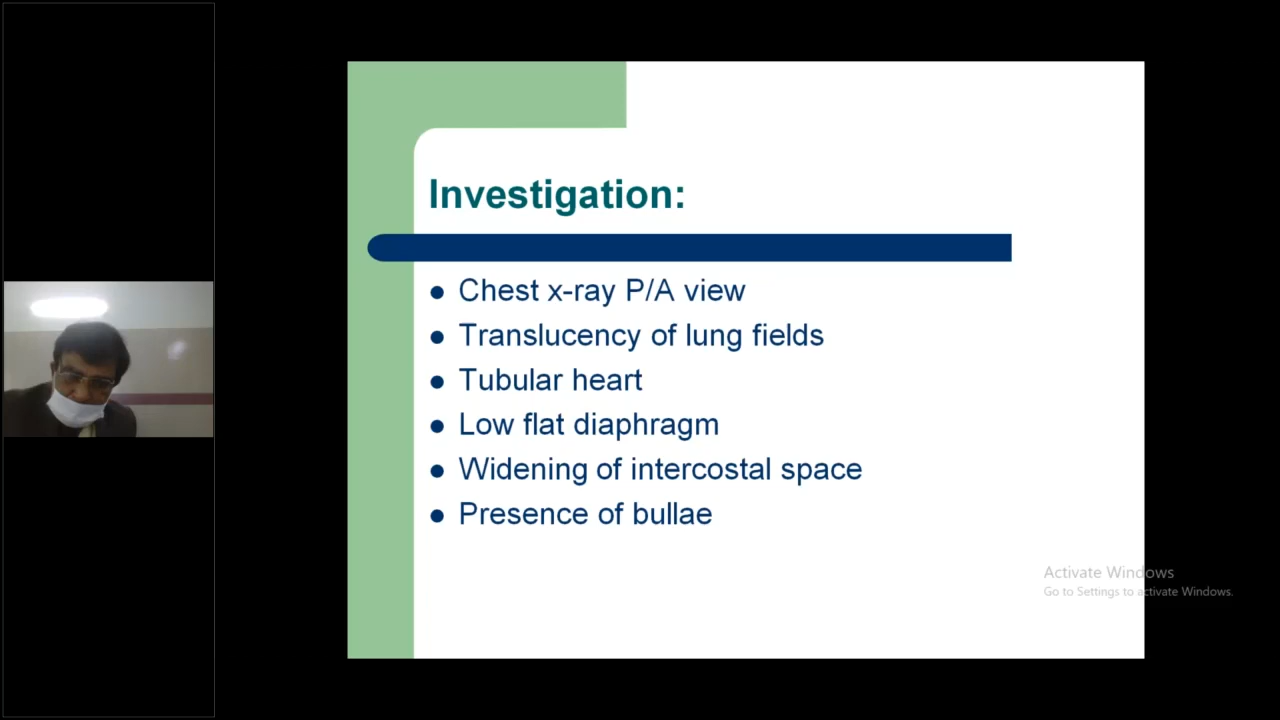 Investigation:
Chest x-ray P/A view
Translucency of lung fields
Tubular heart
Low flat diaphragm
Widening of intercostal space
Presence of bullae
Activate Windows
Go to Settings to activate Windows.